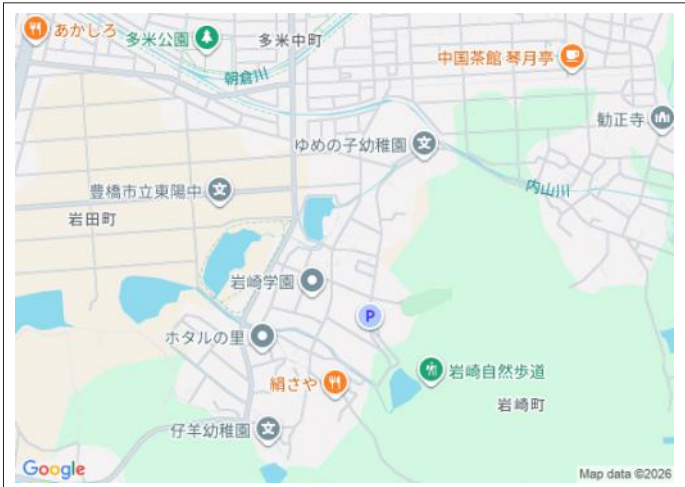 あかしろ
多米公園
多米中町
朝倉川
中国茶館 琴月亭
勧正寺
ゆめの子幼稚園
内山川
豊橋市立東陽中
岩田町
岩崎学園
P
ホタルの里
絹さや
岩崎自然歩道
岩崎町
仔羊幼稚園
Google
Map data ©2026